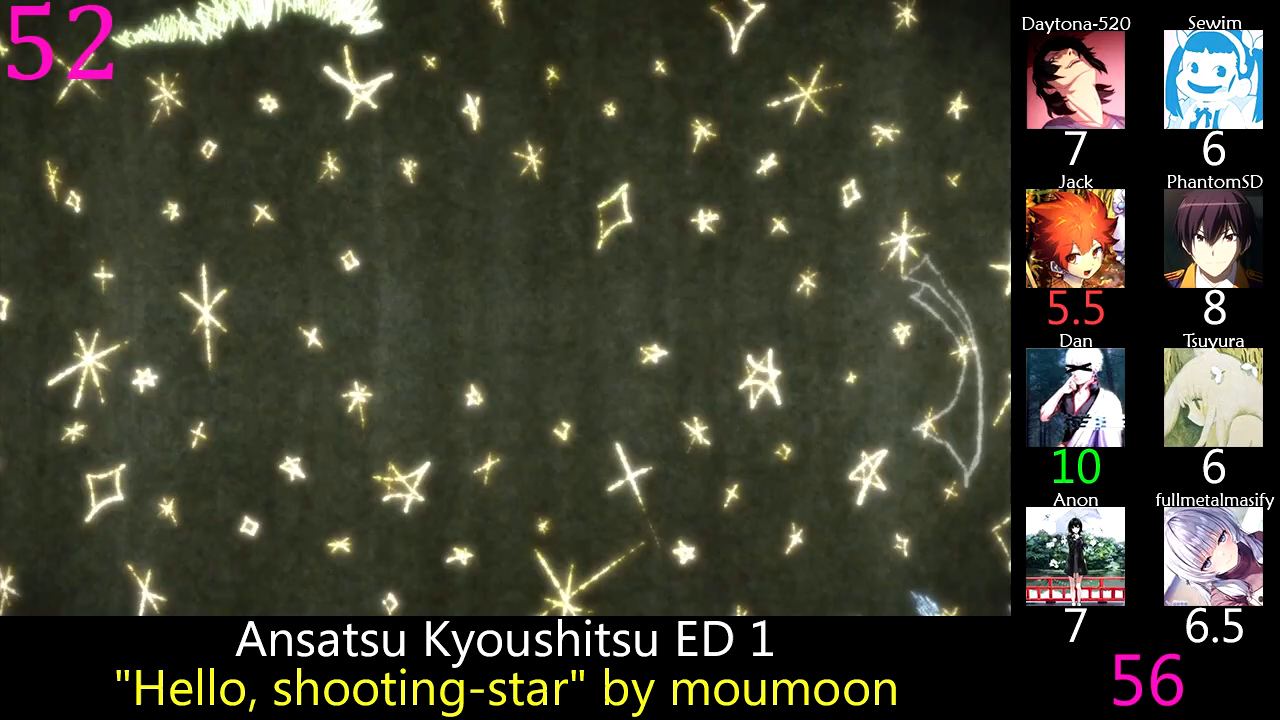 52
Daytona-520 Sewim
7 6
Jack PhantomSD
5.5 8
Dan Tsuyura
10 6
Anon fullmetalmasify
7 6.5
Ansatsu Kyoushitsu ED 1
"Hello, shooting-star" by moumoon
56